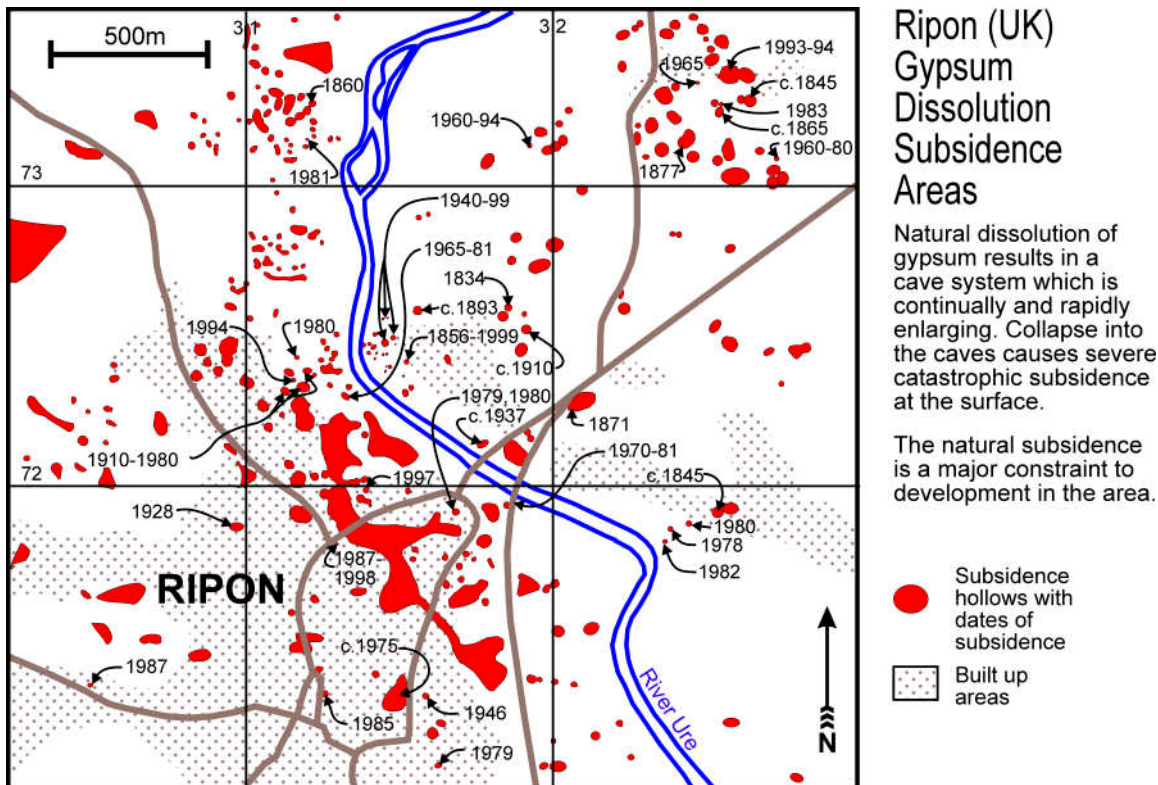 500m
3 1
3 2
1860
1981
1960-94
1965
1993-94
c.1845
1983
c.1865
1960-80
1877
73
1940-99
1965-81
1834
c.1893
1994
1980
1856-1999
c.1910
1979,1980
c.1937
1871
1910-1980
1970-81
72
1997
c.1845
1928
1980
1978
1987-
1998
1982
RIPON
c.1975
1987
1985
1946
1979
River Ure
N
Ripon (UK)
Gypsum
Dissolution
Subsidence
Areas
Natural dissolution of
gypsum results in a
cave system which is
continually and rapidly
enlarging. Collapse into
the caves causes severe
catastrophic subsidence
at the surface.
The natural subsidence
is a major constraint to
development in the area.
Subsidence
hollows with
dates of
subsidence
Built up
areas